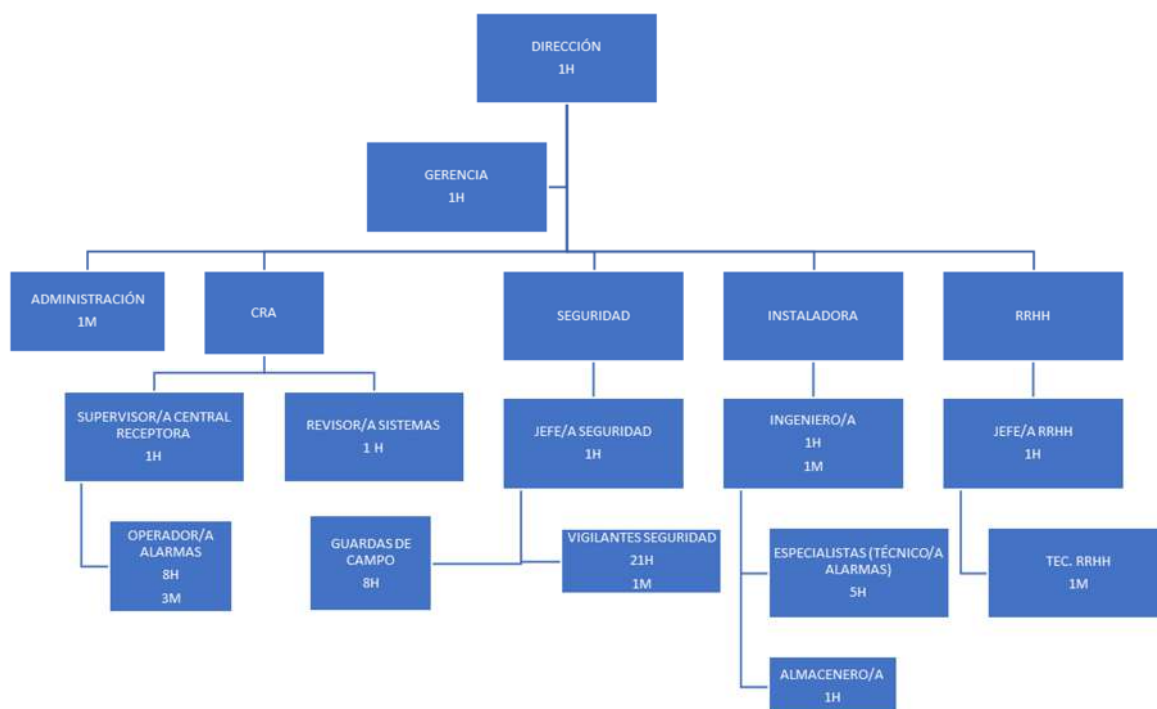 DIRECCIÓN
1H
GERENCIA
1H
ADMINISTRACIÓN
1M
CRA
SEGURIDAD
INSTALADORA
RRHH
SUPERVISOR/A CENTRAL
RECEPTORA
1H
REVISOR/A SISTEMAS
1 H
JEFE/A SEGURIDAD
1H
INGENIERO/A
1H
1M
JEFE/A RRHH
1H
OPERADOR/A
ALARMAS
8H
3M
GUARDAS DE
CAMPO
8H
VIGILANTES SEGURIDAD
21H
1M
ESPECIALISTAS (TÉCNICO/A
ALARMAS)
5H
TEC. RRHH
1M
ALMACENERO/A
1H